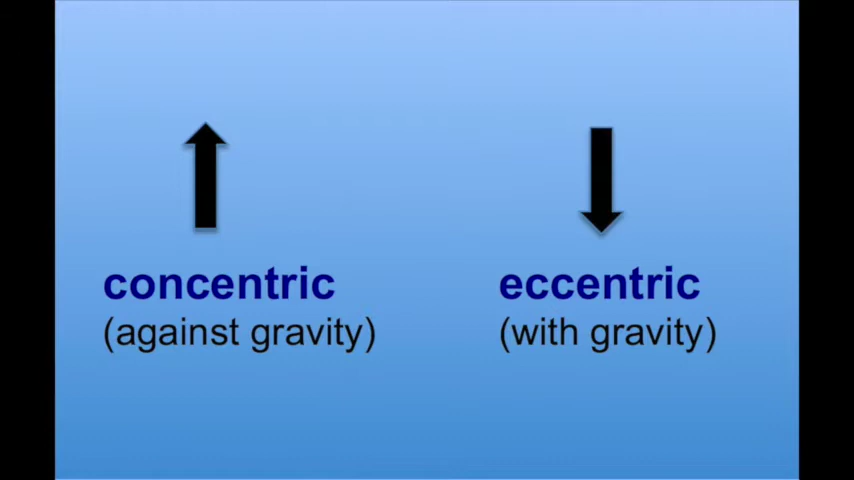 concentric
(against gravity)
eccentric
(with gravity)